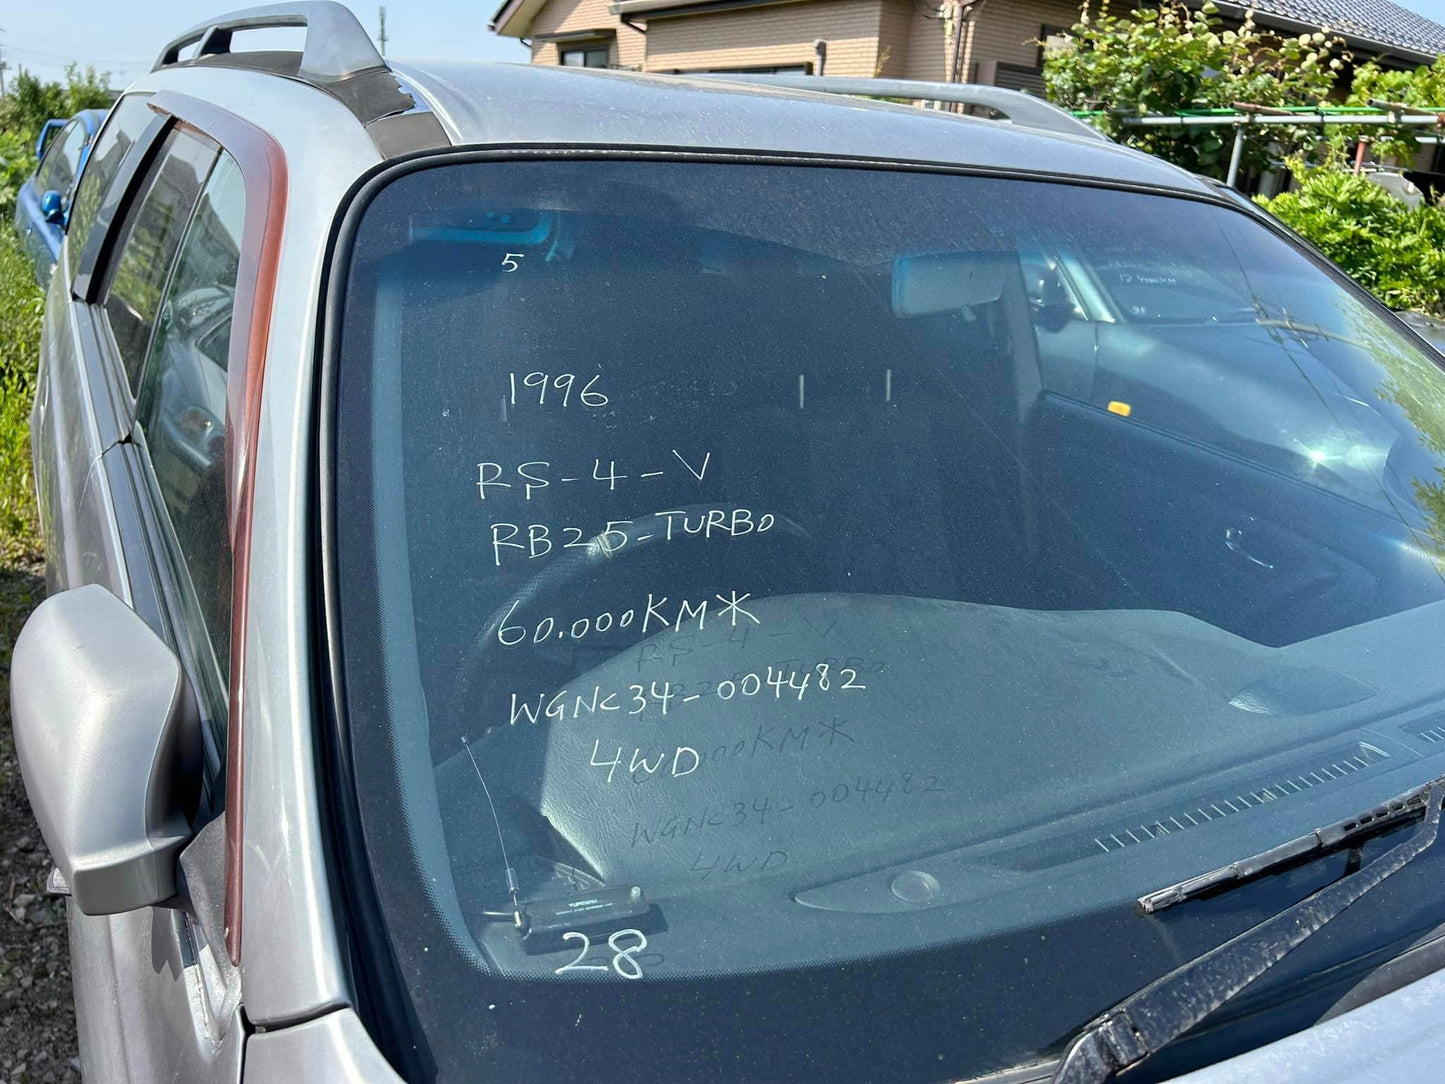 5
1996
RS-4-V
RB25-TURBO
60.000KM*
WGNC34-004482
4WD
28